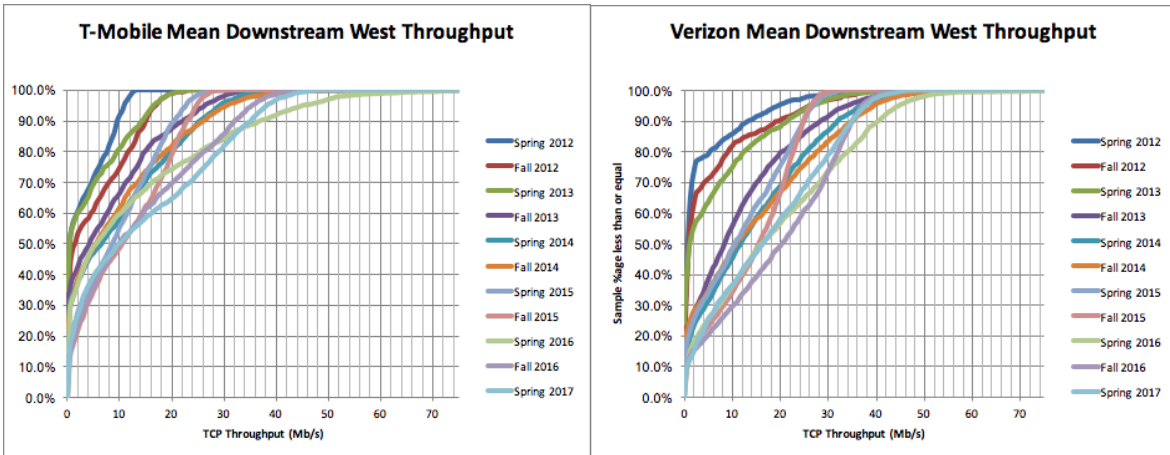 T-Mobile Mean Downstream West Throughput
100.0%
90.0%
80.0%
70.0%
60.0%
50.0%
40.0%
30.0%
20.0%
10.0%
0.0%
0 10 20 30 40 50 60 70
TCP Throughput (Mb/s)
Spring 2012
Fall 2012
Spring 2013
Fall 2013
Spring 2014
Fall 2014
Spring 2015
Fall 2015
Spring 2016
Fall 2016
Spring 2017
Verizon Mean Downstream West Throughput
Sample %age less than or equal
100.0%
90.0%
80.0%
70.0%
60.0%
50.0%
40.0%
30.0%
20.0%
10.0%
0.0%
0 10 20 30 40 50 60 70
TCP Throughput (Mb/s)
Spring 2012
Fall 2012
Spring 2013
Fall 2013
Spring 2014
Fall 2014
Spring 2015
Fall 2015
Spring 2016
Fall 2016
Spring 2017